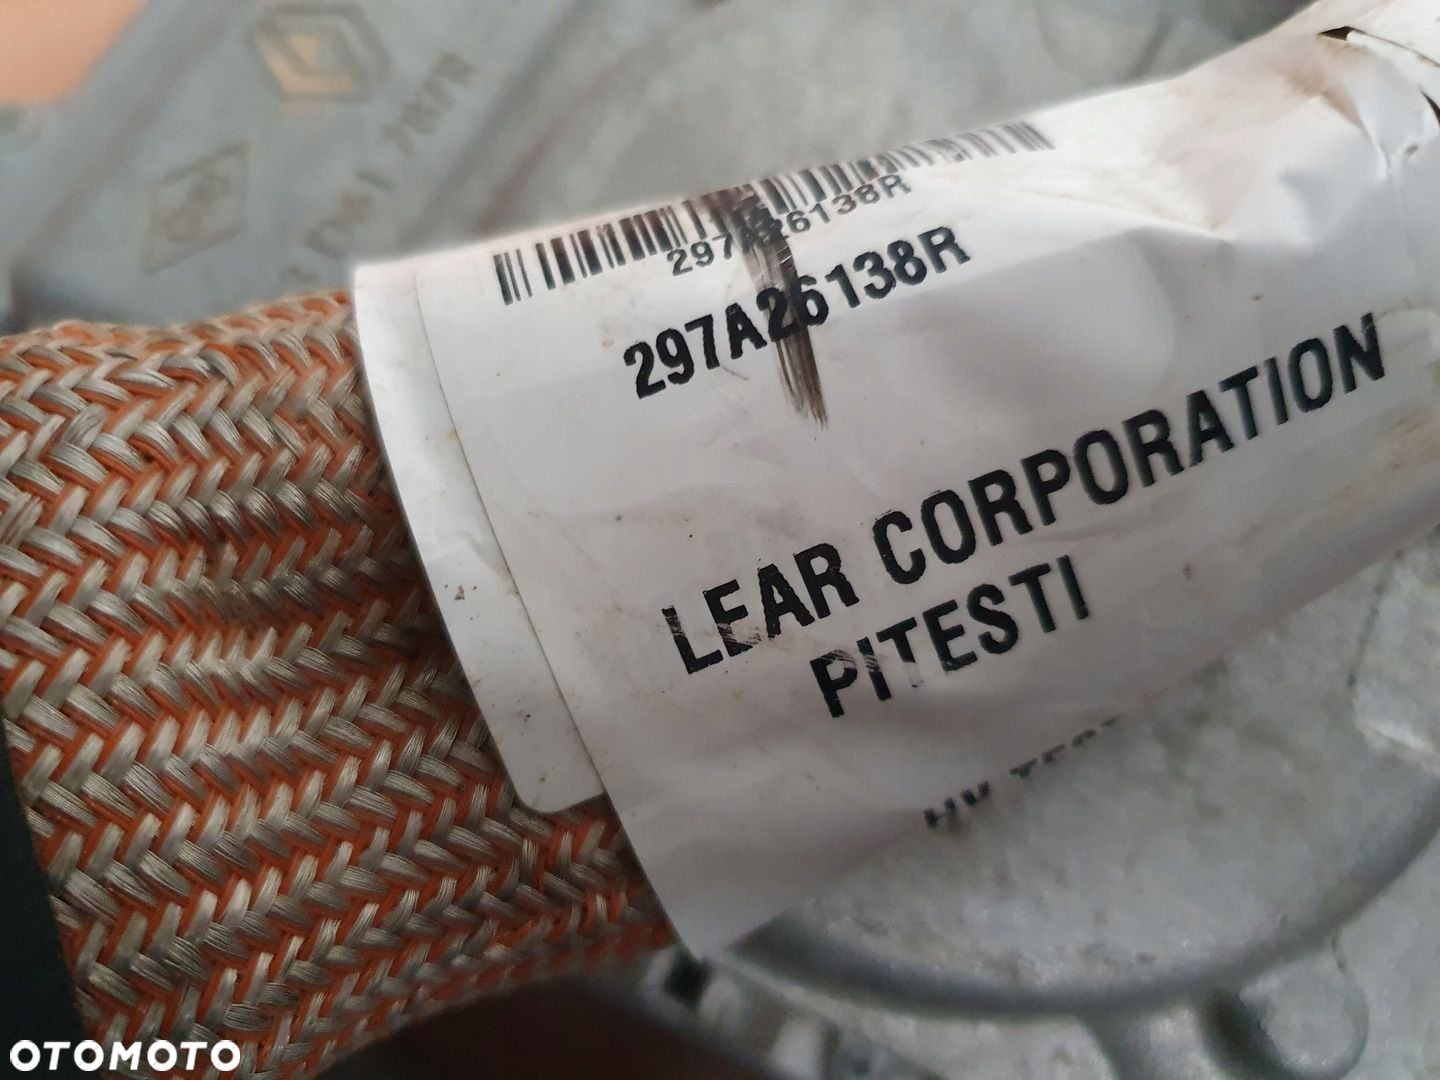 297A26138R
297A26138R
LEAR CORPORATION
PITESTI
OTOMOTO